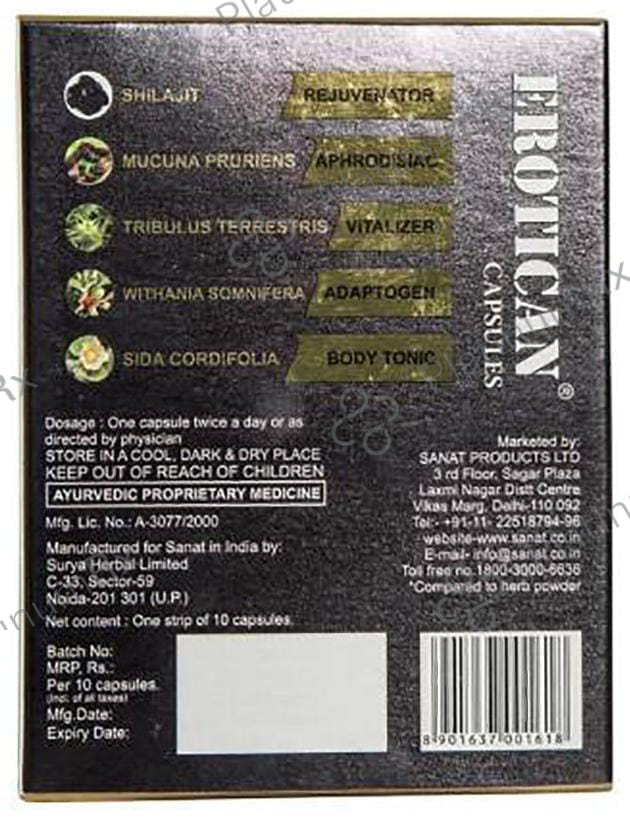 SHILAJIT REJUVENATOR
MUCUNA PRURIENS APHRODISIAC
TRIBULUS TERRESTRIS VITALIZER
WITHANIA SOMNIFERA ADAPTOGEN
SIDA CORDIFOLIA BODY TONIC
EROTICAN®
CAPSULES
Dosage : One capsule twice a day or as
directed by physician
STORE IN A COOL, DARK & DRY PLACE
KEEP OUT OF REACH OF CHILDREN
AYURVEDIC PROPRIETARY MEDICINE
Mfg. Lic. No.: A-3077/2000
Manufactured for Sanat in India by:
Surya Herbal Limited
C-33, Sector-59
Noida-201 301 (U.P.)
Net content : One strip of 10 capsules.
Batch No:
MRP, Rs.:
Per 10 capsules.
(Incl. of all taxes)
Mfg.Date:
Expiry Date:
Marketed by:
SANAT PRODUCTS LTD
3 rd Floor, Sagar Plaza
Laxmi Nagar Distt Centre
Vikas Marg, Delhi-110 092
Tel:- +91-11- 22518794-96
website-www.sanat.co.in
E-mail- info@sanat.co.in
Toll free no.1800-3000-6636
*Compared to herb powder
8 901637 001618